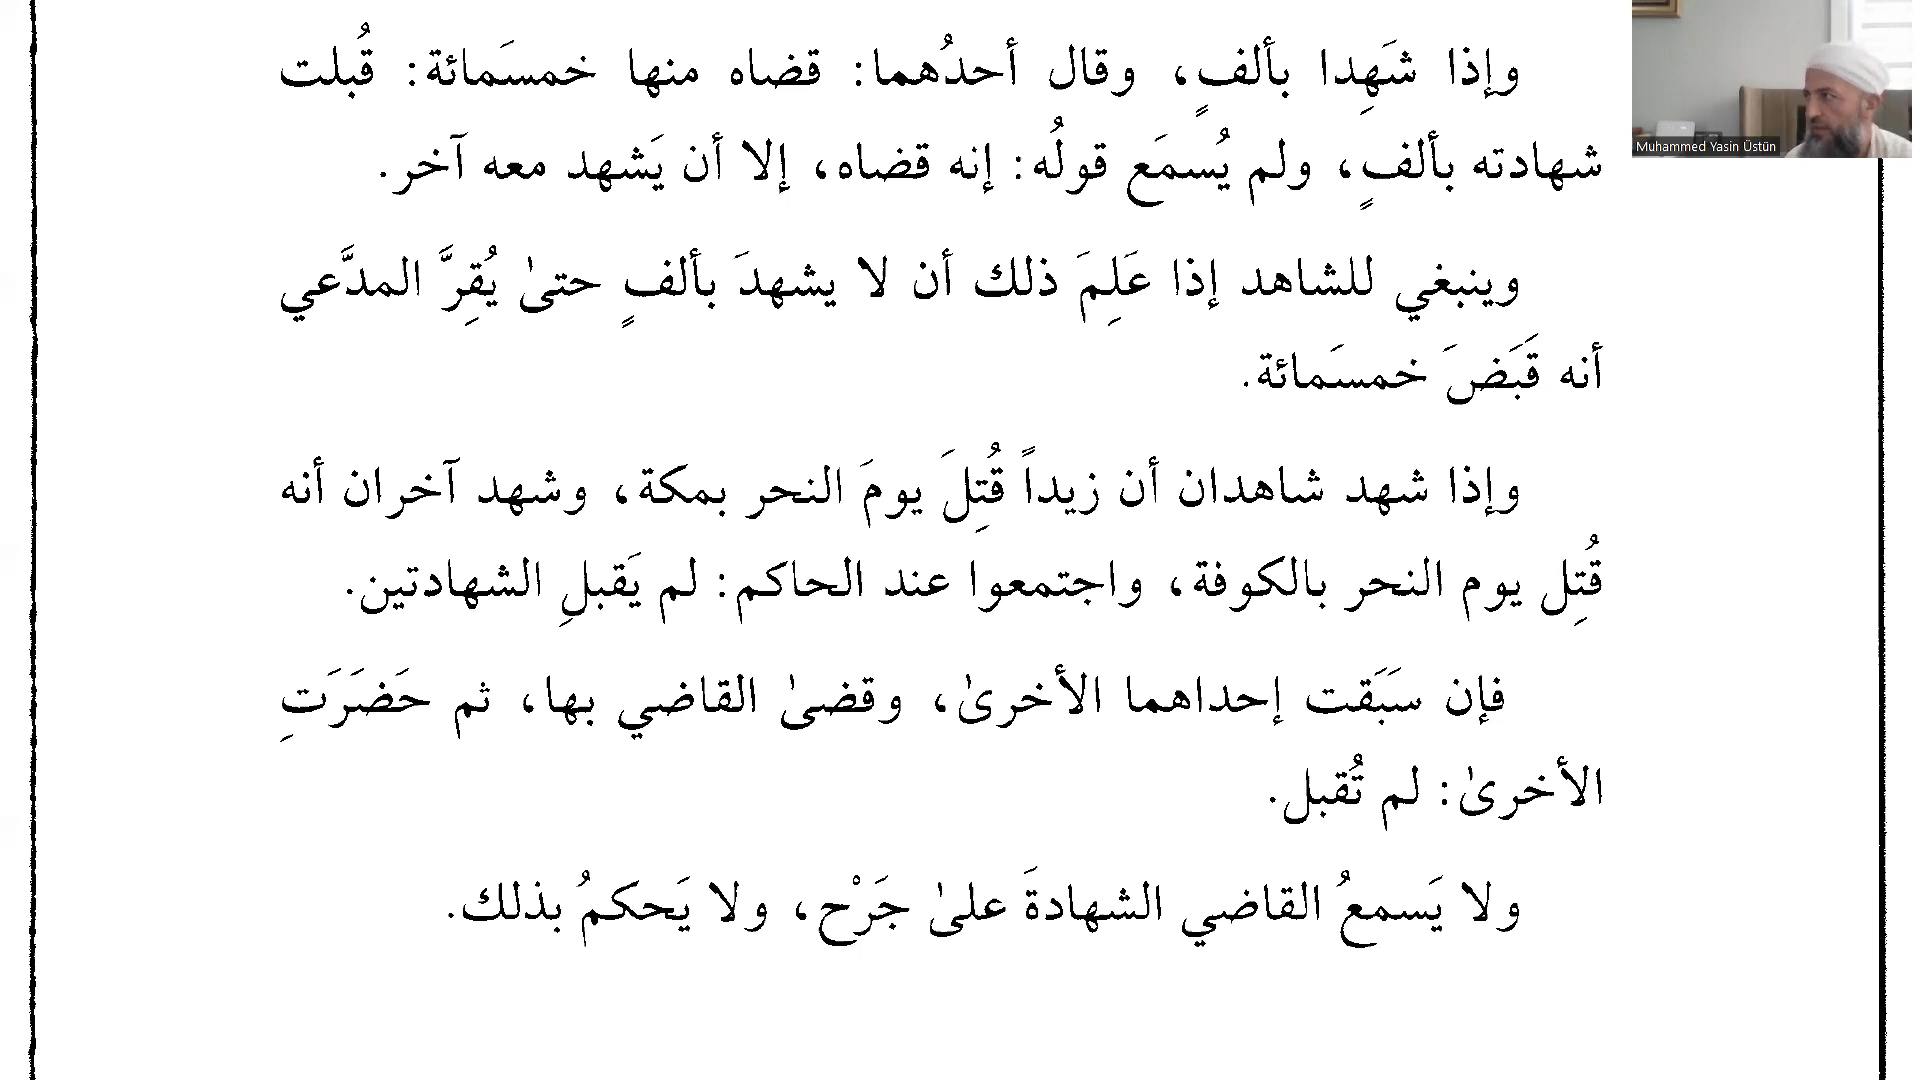 وإذا شَهِدا بألفٍ، وقال أحدُهما: قضاه منها خمسَمائة: قُبلت
شهادته بألفٍ، ولم يُسمَع قولُه: إنه قضاه، إلا أن يَشهد معه آخر.
وينبغي للشاهد إذا عَلِمَ ذلك أن لا يشهدَ بألفٍ حتىٰ يُقِرَّ المدَّعي
أنه قَبَضَ خمسَمائة.
وإذا شهد شاهدان أن زيداً قُتِلَ يومَ النحر بمكة، وشهد آخران أنه
قُتِل يوم النحر بالكوفة، واجتمعوا عند الحاكم: لم يَقبلِ الشهادتين.
فإن سَبَقت إحداهما الأخرىٰ، وقضىٰ القاضي بها، ثم حَضَرَتِ
الأخرىٰ: لم تُقبل.
ولا يَسمعُ القاضي الشهادةَ علىٰ جَرْح، ولا يَحكمُ بذلك.
Muhammed Yasin Üstün